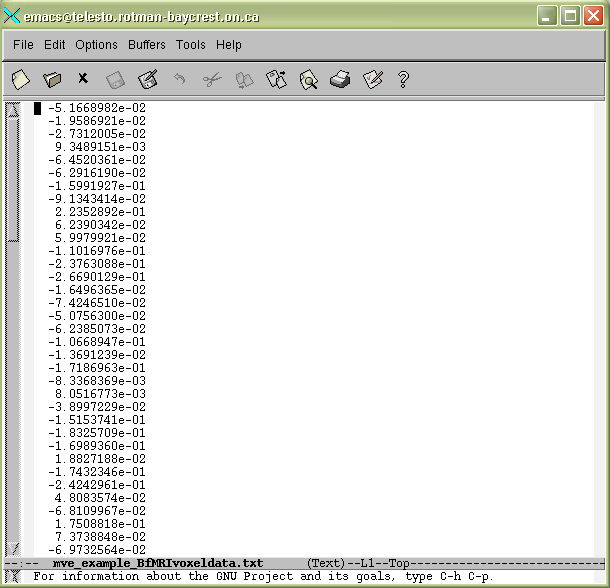 emacs@telesto.rotman-baycrest.on.ca
File Edit Options Buffers Tools Help
-5.1668982e-02
-1.9586921e-02
-2.7312005e-02
9.3489151e-03
-6.4520361e-02
-6.2916190e-02
-1.5991927e-01
-9.1343414e-02
2.2352892e-01
6.2390342e-02
5.9979921e-02
-1.1016976e-01
-2.3763088e-01
-2.6690129e-01
-1.6496365e-02
-7.4246510e-02
-5.0756300e-02
-6.2385073e-02
-1.0668947e-01
-1.3691239e-02
-1.7186963e-01
-8.3368369e-03
8.0516773e-03
-3.8997229e-02
-1.5153741e-01
-1.8325709e-01
-1.6989360e-01
1.8827188e-02
-1.7432346e-01
-2.4242961e-01
4.8083574e-02
-6.8109967e-02
1.7508818e-01
7.3738848e-02
-6.9732564e-02
--:-- mve_example_BfMRIvoxeldata.txt (Text)--L1--Top--------------------------
For information about the GNU Project and its goals, type C-h C-p.